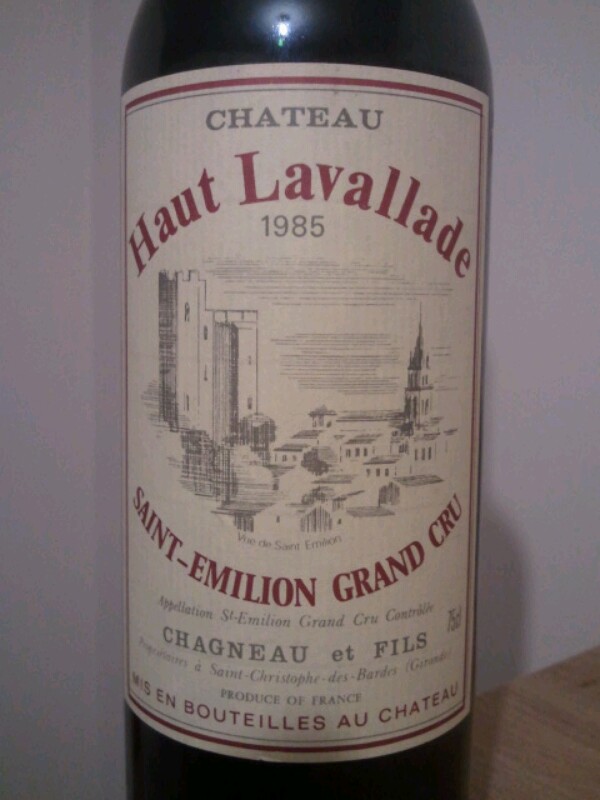 CHATEAU
Haut Lavallade
1985
Vue de Saint Emilion
SAINT-EMILION GRAND CRU
Appellation St-Emilion Grand Cru Contrôlée
75cl
CHAGNEAU et FILS
Propriétaires à Saint-Christophe-des-Bardes (Gironde)
PRODUCE OF FRANCE
MIS EN BOUTEILLES AU CHATEAU